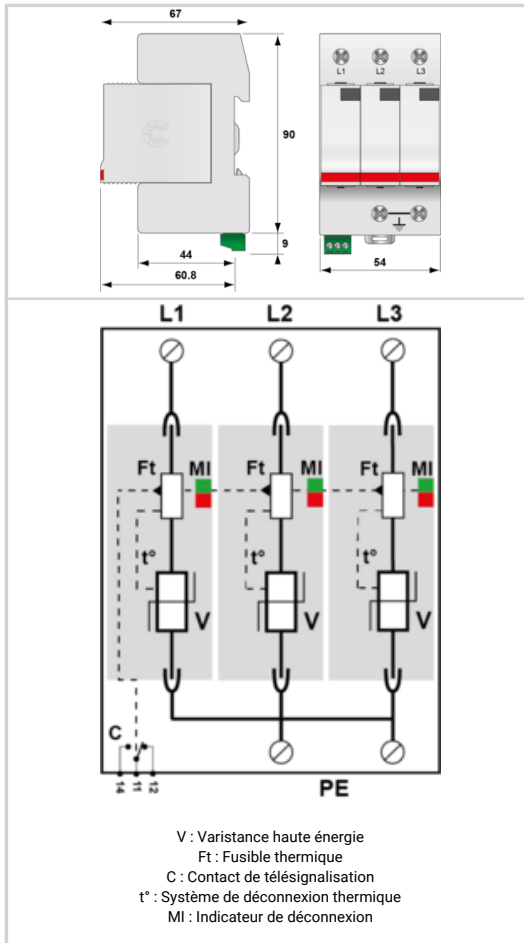 67
L1 L2 L3
90
9
44
60.8
54
L1 L2 L3
Ft MI Ft MI Ft MI
t° t° t°
V V V
C
14 11 12
PE
V : Varistance haute énergie
Ft : Fusible thermique
C : Contact de télésignalisation
t° : Système de déconnexion thermique
MI : Indicateur de déconnexion